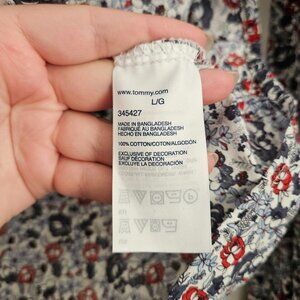 www.tommy.com
L/G
345427
MADE IN BANGLADESH
FABRIQUÉ AU BANGLADESH
HECHO EN BANGLADESH
100% COTTON/COTON/ALGODON
EXCLUSIVE OF DECORATION
SAUF DÉCORATION
EXCLUYE LA DECORACIÓN